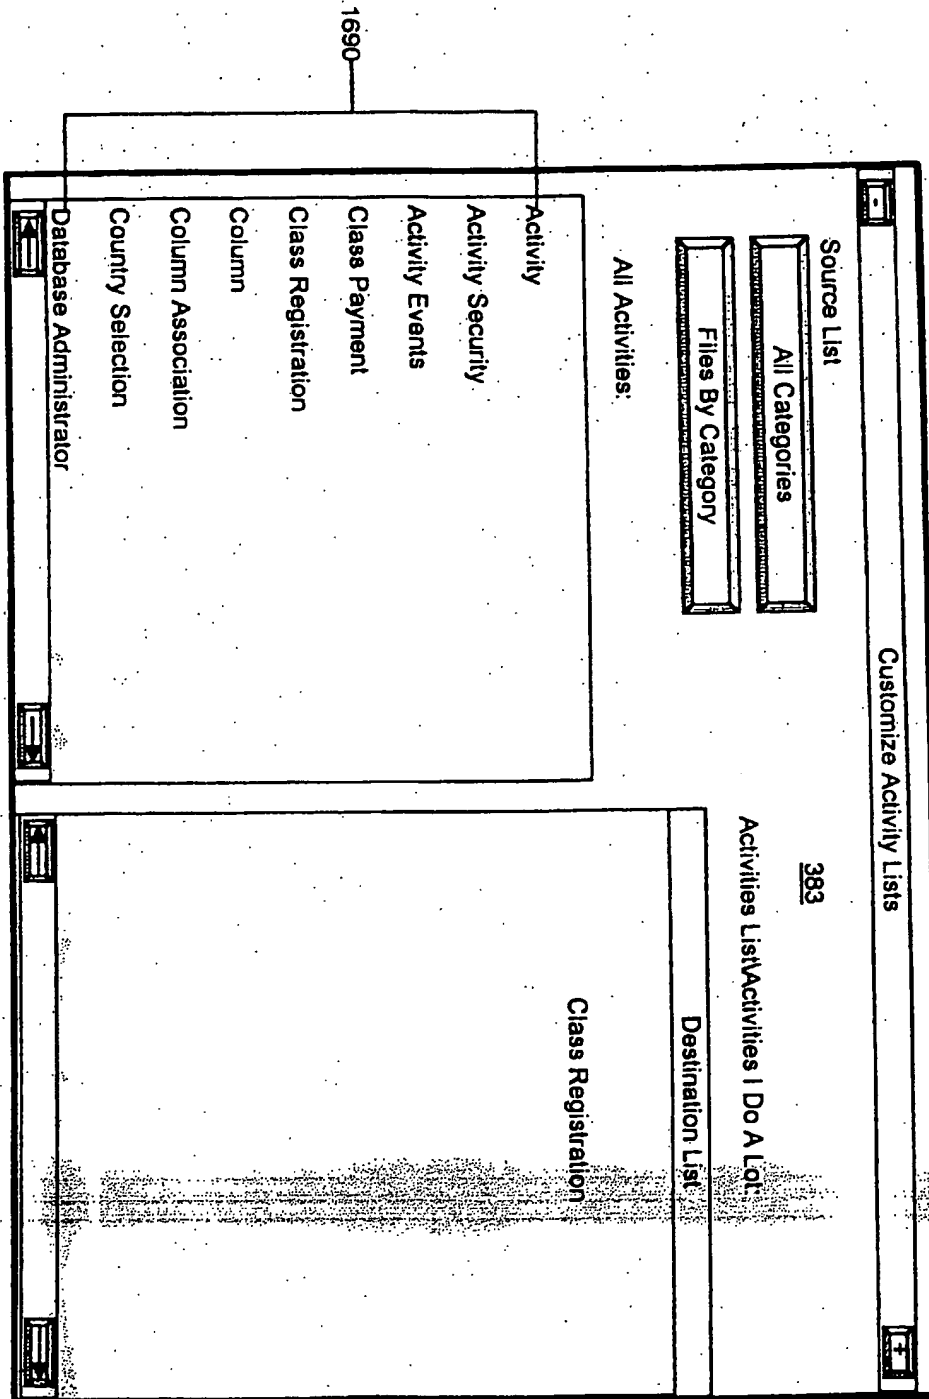 Customize Activity Lists
-
+
Source List
All Categories
Files By Category
All Activities:
Activity
Activity Security
Activity Events
Class Payment
Class Registration
Column
Column Association
Country Selection
Database Administrator
1690
383
Activities List\Activities I Do A Lot:
Destination List
Class Registration